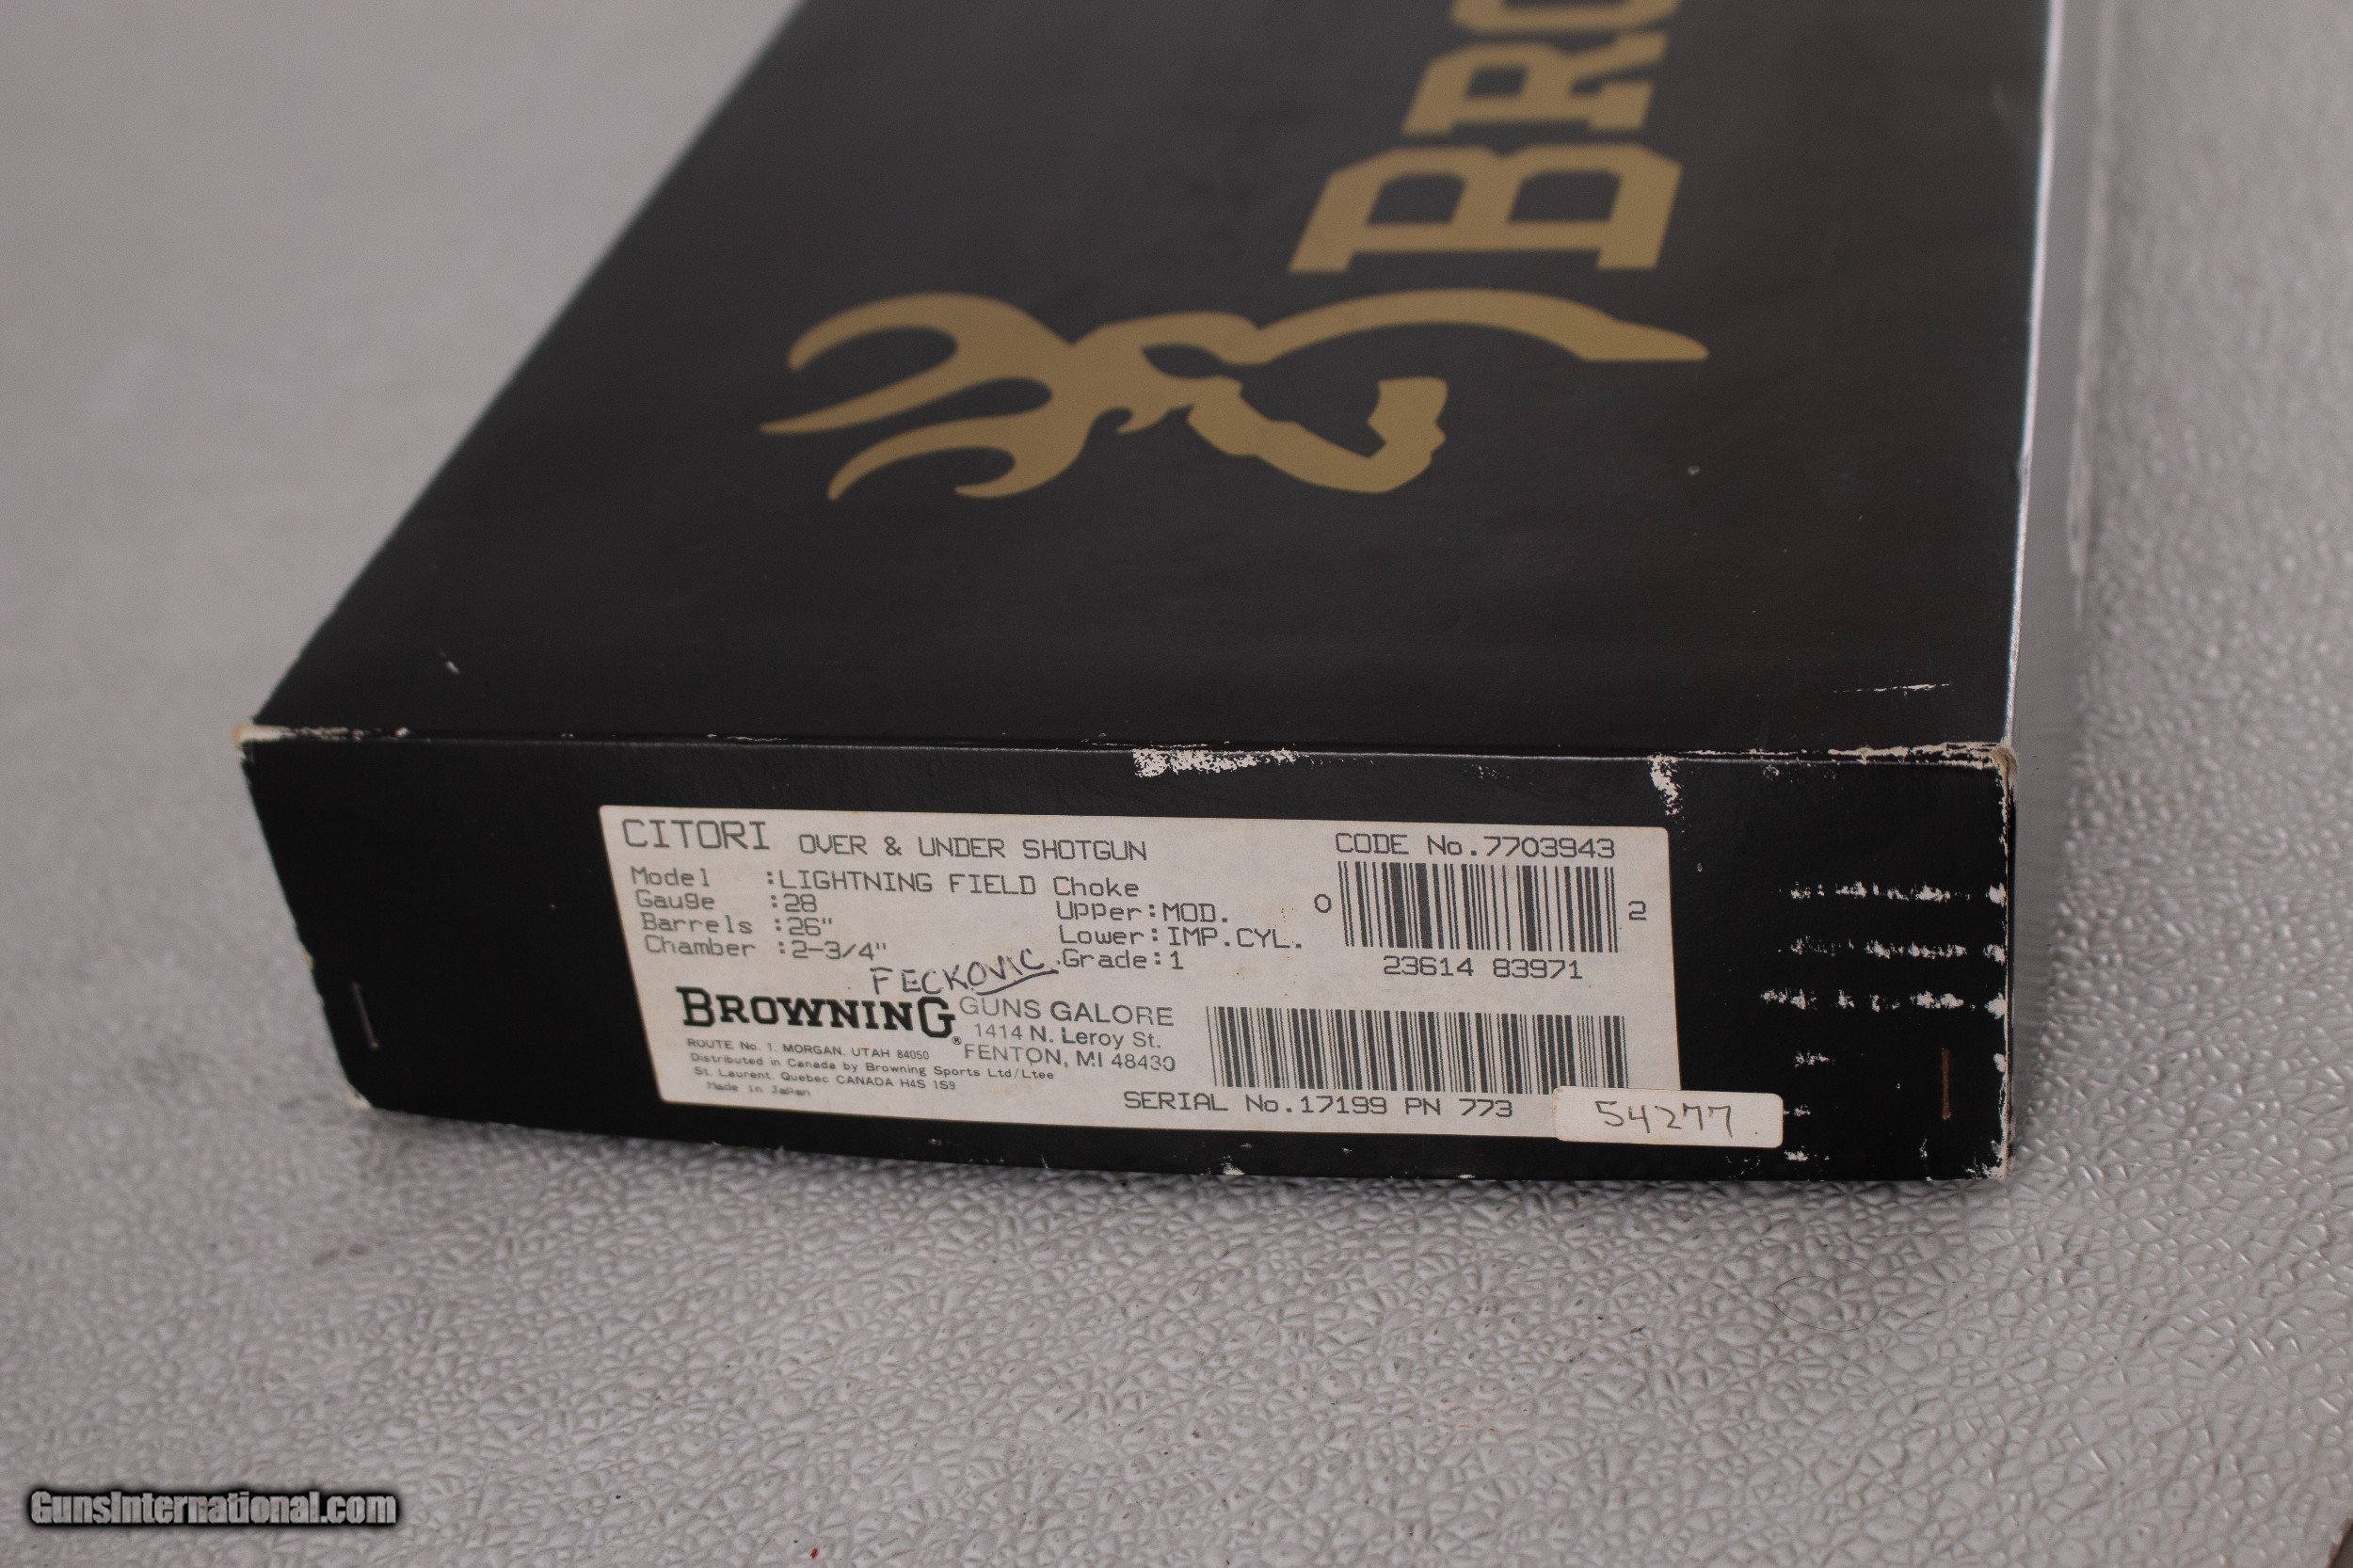 BRO
CITORI OVER & UNDER SHOTGUN
Model :LIGHTNING FIELD
Gauge :28
Barrels :26"
Chamber :2-3/4"
Choke
Upper:MOD.
Lower:IMP.CYL.
Grade:1
CODE No.7703943
0 2
23614 83971
FECKOVIC
BROWNING®
ROUTE No. 1, MORGAN, UTAH 84050
Distributed in Canada by Browning Sports Ltd/Ltee
St. Laurent, Quebec CANADA H4S 1S9
Made in Japan
GUNS GALORE
1414 N. Leroy St.
FENTON, MI 48430
SERIAL No.17199 PN 773
54277
GunsInternational.com